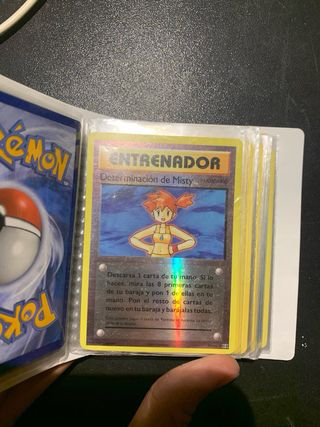 POKéMON
ENTRENADOR
Determinación de Misty
PARTIDARIO
Descarta 1 carta de tu mano. Si lo
haces, mira las 8 primeras cartas
de tu baraja y pon 1 de ellas en tu
mano. Pon el resto de cartas de
nuevo en tu baraja y barájalas todas.